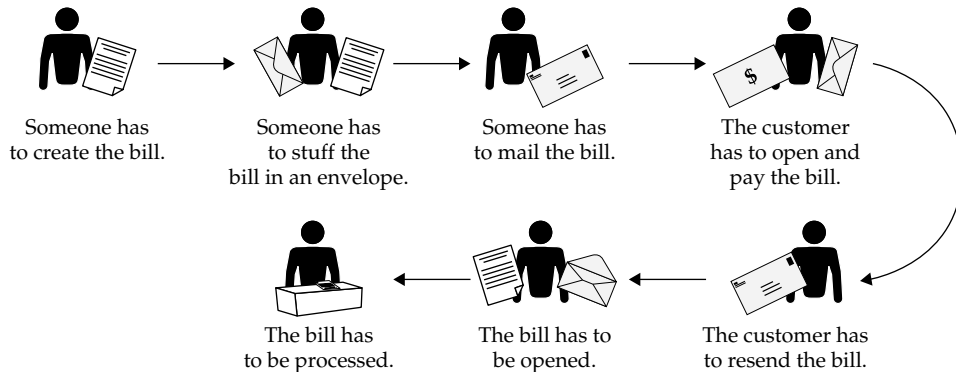 $
Someone has
to create the bill.
Someone has
to stuff the
bill in an envelope.
Someone has
to mail the bill.
The customer
has to open and
pay the bill.
The bill has
to be processed.
The bill has to
be opened.
The customer has
to resend the bill.